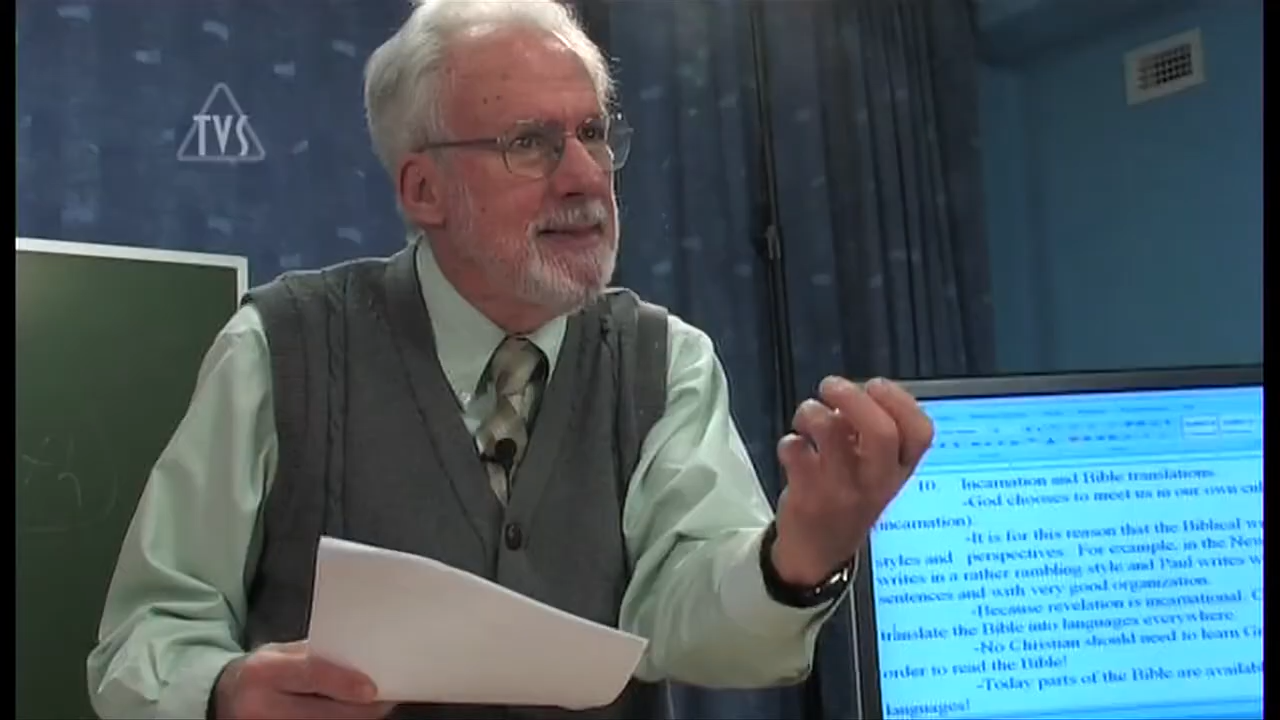 TVS
10. Incarnation and Bible translations.
-God chooses to meet us in our own
(incarnation).
-It is for this reason that the Biblical
styles and perspectives. For example, in the New
writes in a rather rambling style and Paul writes
sentences and with very good organization.
-Because revelation is incarnational.
translate the Bible into languages everywhere.
-No Christian should need to learn
order to read the Bible!
-Today parts of the Bible are
languages!